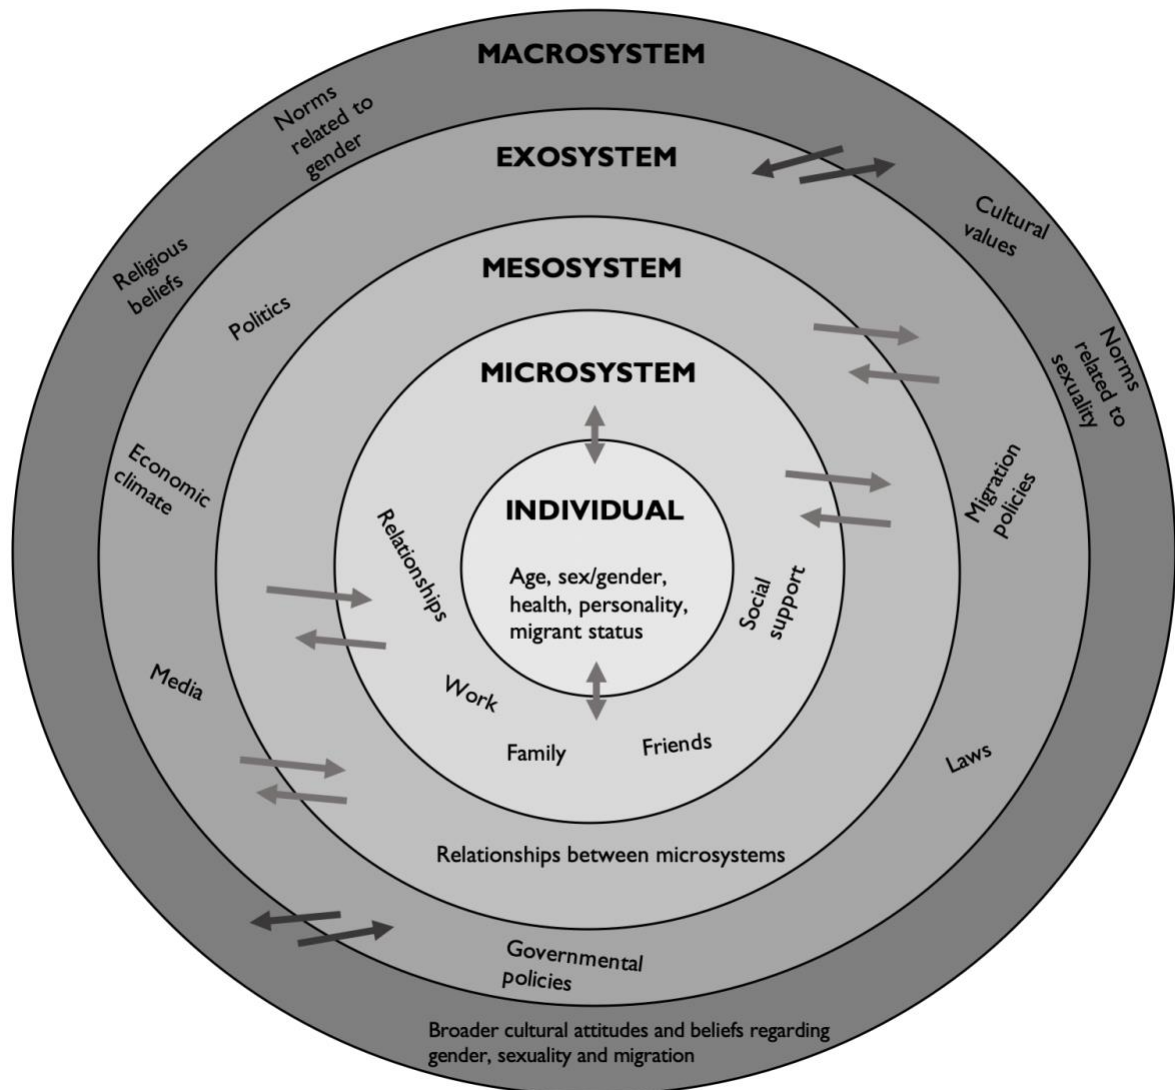 MACROSYSTEM
Norms
related to
gender
EXOSYSTEM
Cultural
values
Religious
beliefs
MESOSYSTEM
Politics
Norms
related to
sexuality
MICROSYSTEM
Economic
climate
Migration
policies
INDIVIDUAL
Relationships
Age, sex/gender,
health, personality,
migrant status
Social
support
Media
Work
Family
Friends
Laws
Relationships between microsystems
Governmental
policies
Broader cultural attitudes and beliefs regarding
gender, sexuality and migration